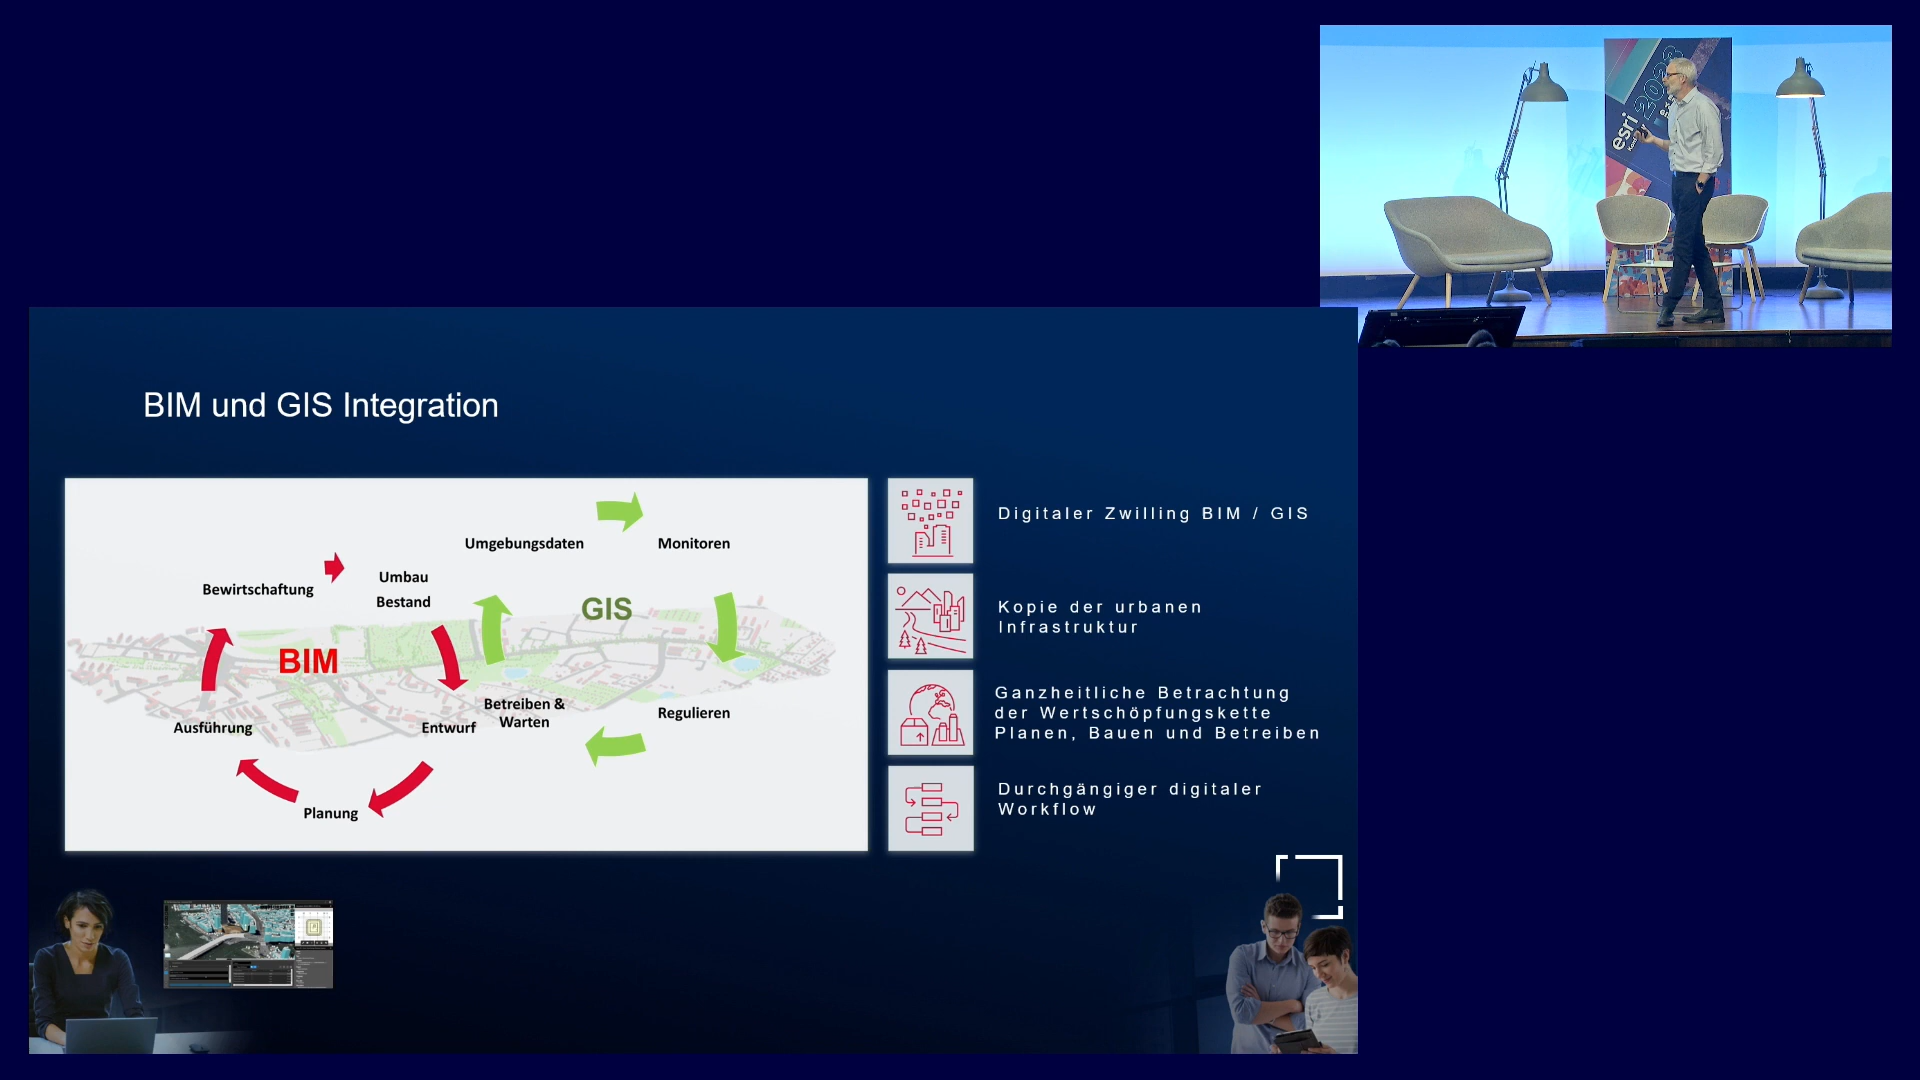 esri
2023
BIM und GIS Integration
Umgebungsdaten
Monitoren
Bewirtschaftung
Umbau
Bestand
GIS
BIM
Ausführung
Entwurf
Betreiben &
Warten
Regulieren
Planung
Digitaler Zwilling BIM / GIS
Kopie der urbanen
Infrastruktur
Ganzheitliche Betrachtung
der Wertschöpfungskette
Planen, Bauen und Betreiben
Durchgängiger digitaler
Workflow